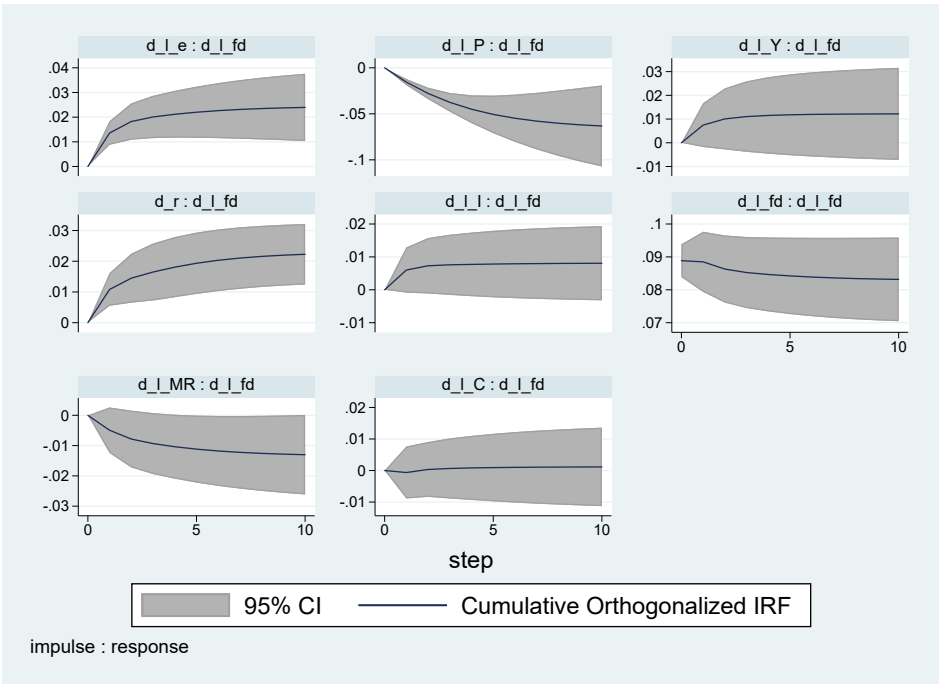 d_l_e : d_l_fd
d_l_P : d_l_fd
d_l_Y : d_l_fd
.04
.03
.02
.01
0
0
-.05
-.1
.03
.02
.01
0
-.01
d_r : d_l_fd
d_l_I : d_l_fd
d_l_fd : d_l_fd
.03
.02
.01
0
.02
.01
0
-.01
.1
.09
.08
.07
0 5 10
d_l_MR : d_l_fd
d_l_C : d_l_fd
0
-.01
-.02
-.03
0 5 10
.02
.01
0
-.01
0 5 10
step
95% CI
Cumulative Orthogonalized IRF
impulse : response